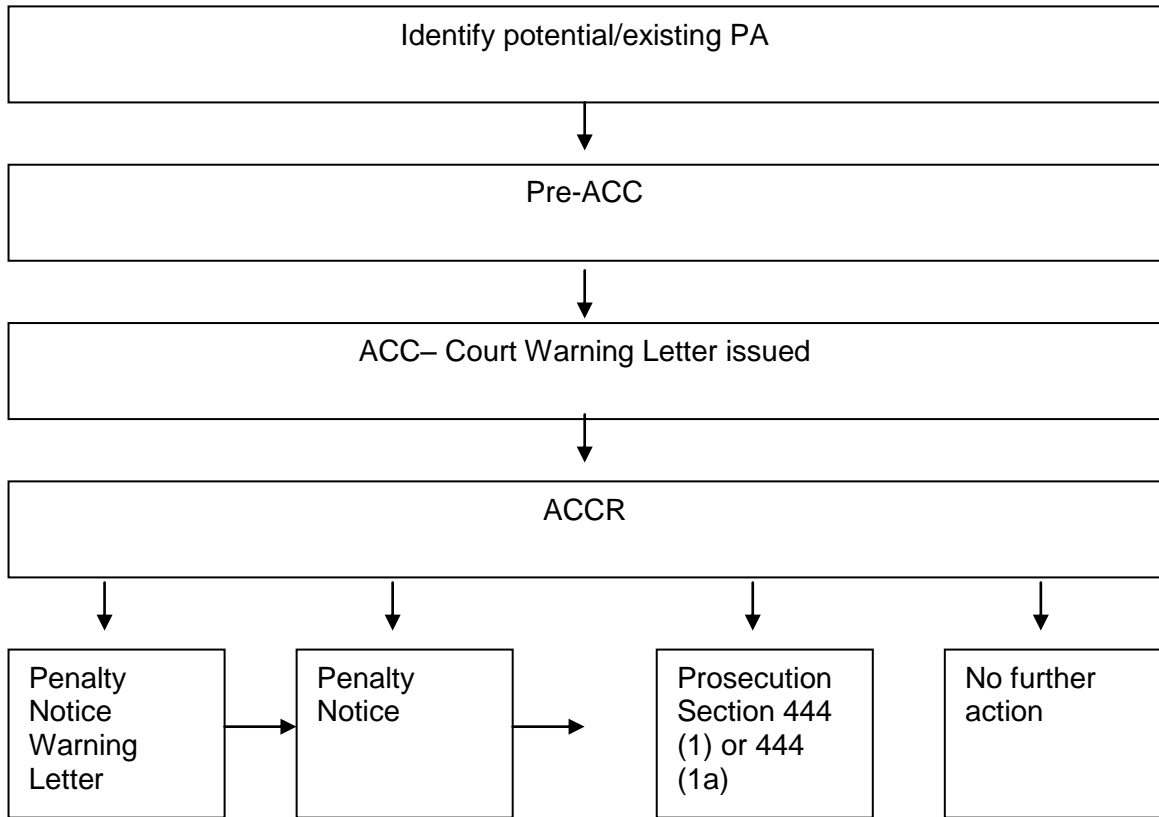 Identify potential/existing PA
Pre-ACC
ACC– Court Warning Letter issued
ACCR
Penalty
Notice
Warning
Letter
Penalty
Notice
Prosecution
Section 444
(1) or 444
(1a)
No further
action